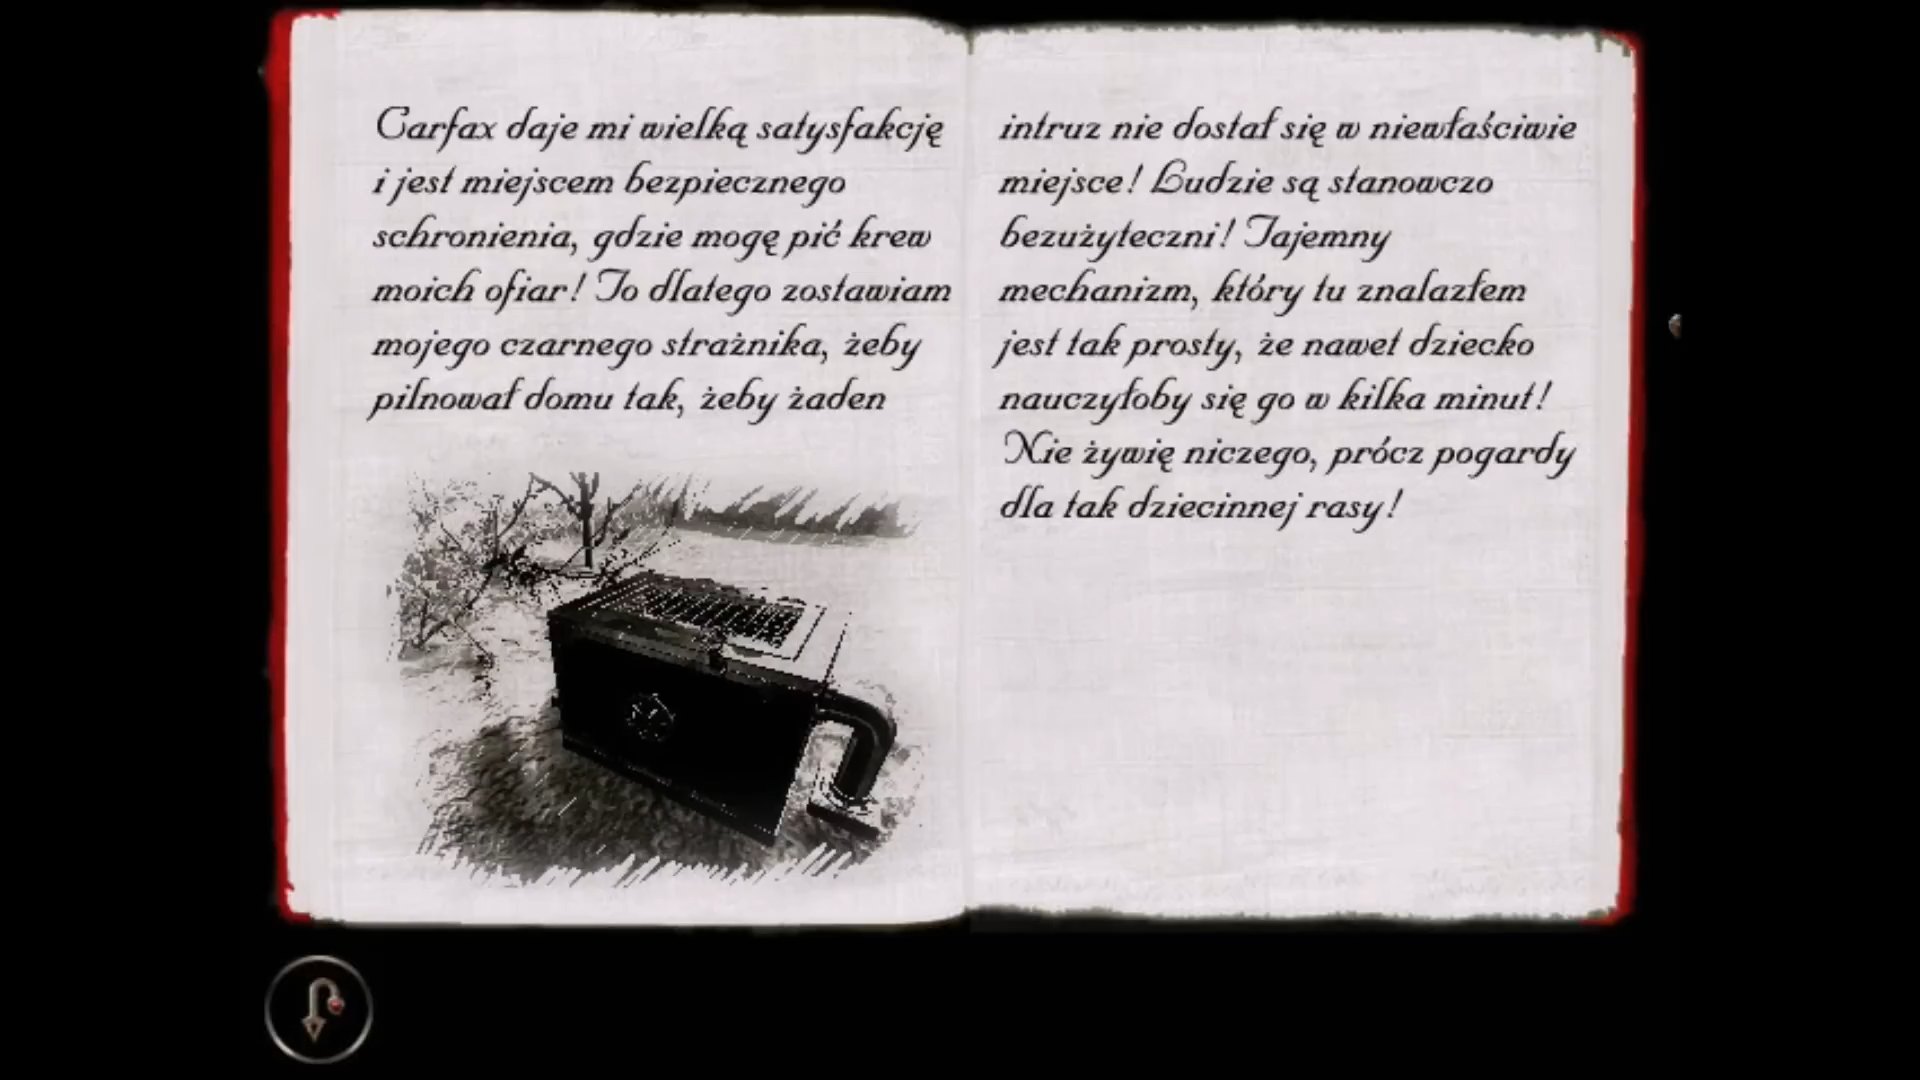 Carfax daje mi wielką satysfakcję
i jest miejscem bezpiecznego
schronienia, gdzie mogę pić krew
moich ofiar! To dlatego zostawiam
mojego czarnego strażnika, żeby
pilnował domu tak, żeby żaden
intruz nie dostał się w niewłaściwie
miejsce! Ludzie są stanowczo
bezużyteczni! Tajemny
mechanizm, który tu znalazłem
jest tak prosty, że nawet dziecko
nauczyłoby się go w kilka minut!
Nie żywię niczego, prócz pogardy
dla tak dziecinnej rasy!